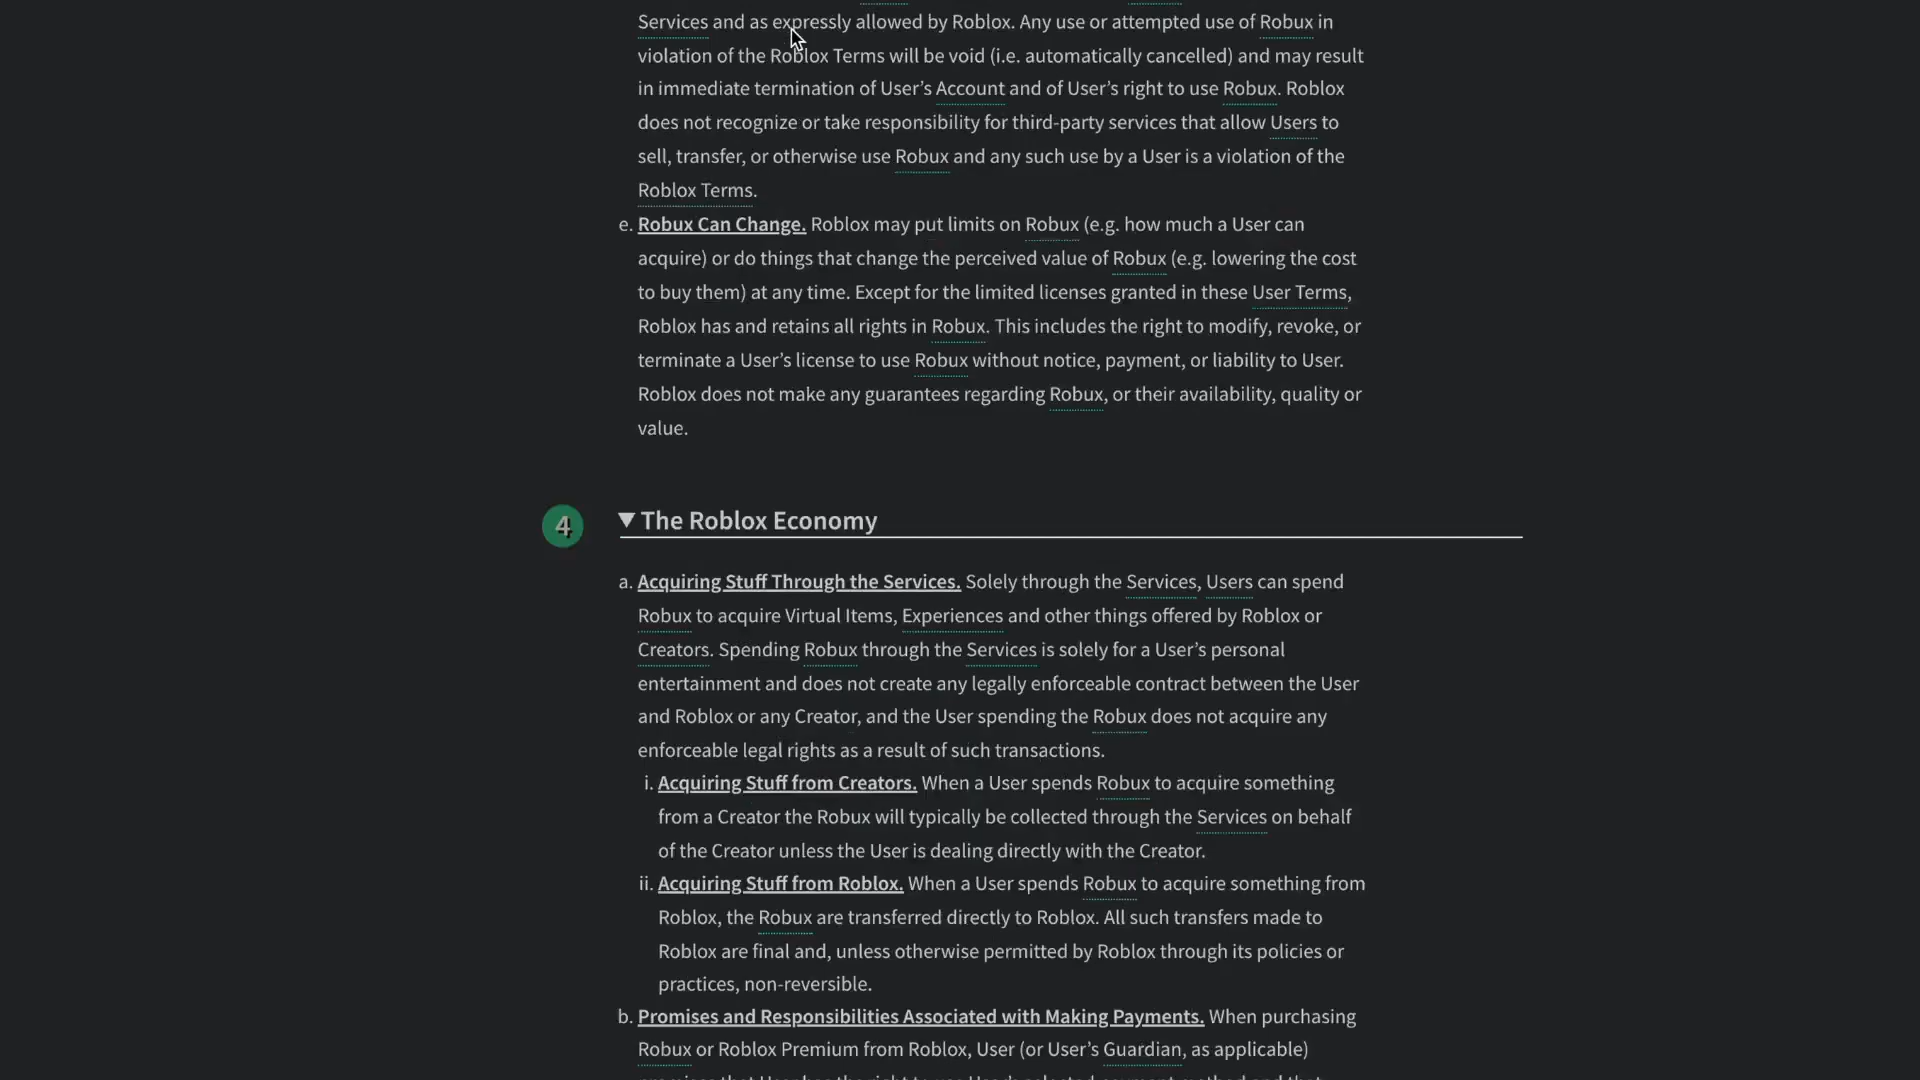 Services and as expressly allowed by Roblox. Any use or attempted use of Robux in
violation of the Roblox Terms will be void (i.e. automatically cancelled) and may result
in immediate termination of User’s Account and of User’s right to use Robux. Roblox
does not recognize or take responsibility for third-party services that allow Users to
sell, transfer, or otherwise use Robux and any such use by a User is a violation of the
Roblox Terms.
e. Robux Can Change. Roblox may put limits on Robux (e.g. how much a User can
acquire) or do things that change the perceived value of Robux (e.g. lowering the cost
to buy them) at any time. Except for the limited licenses granted in these User Terms,
Roblox has and retains all rights in Robux. This includes the right to modify, revoke, or
terminate a User’s license to use Robux without notice, payment, or liability to User.
Roblox does not make any guarantees regarding Robux, or their availability, quality or
value.
4 ▼ The Roblox Economy
a. Acquiring Stuff Through the Services. Solely through the Services, Users can spend
Robux to acquire Virtual Items, Experiences and other things offered by Roblox or
Creators. Spending Robux through the Services is solely for a User’s personal
entertainment and does not create any legally enforceable contract between the User
and Roblox or any Creator, and the User spending the Robux does not acquire any
enforceable legal rights as a result of such transactions.
i. Acquiring Stuff from Creators. When a User spends Robux to acquire something
from a Creator the Robux will typically be collected through the Services on behalf
of the Creator unless the User is dealing directly with the Creator.
ii. Acquiring Stuff from Roblox. When a User spends Robux to acquire something from
Roblox, the Robux are transferred directly to Roblox. All such transfers made to
Roblox are final and, unless otherwise permitted by Roblox through its policies or
practices, non-reversible.
b. Promises and Responsibilities Associated with Making Payments. When purchasing
Robux or Roblox Premium from Roblox, User (or User’s Guardian, as applicable)